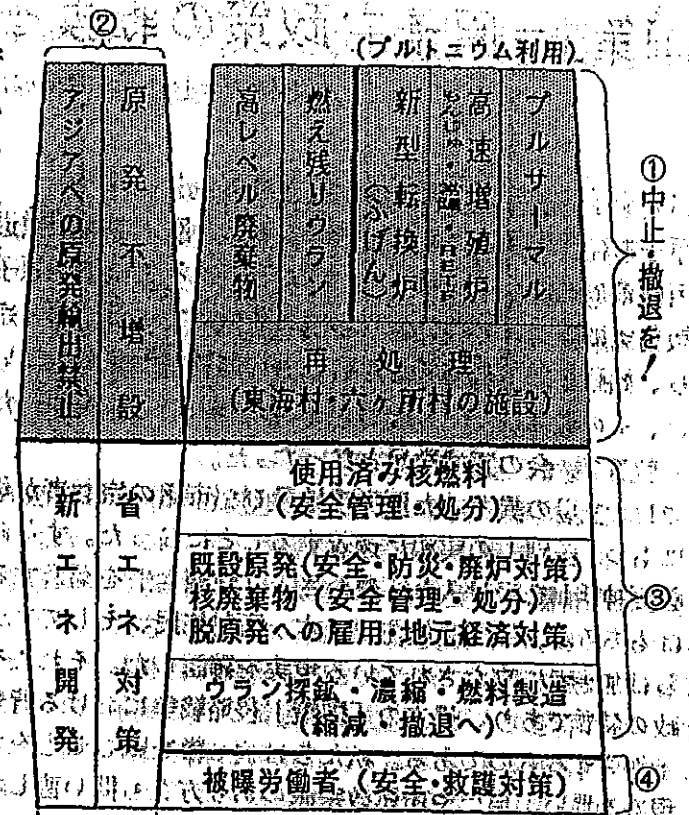 ②
(プルトニウム利用)
アジアへの原発輸出禁止
原発不増設
高レベル廃棄物
燃え残りウラン
新型転換炉
(ふげん)
高速増殖炉
プルサーマル
①中止・撤退を!
再処理
(東海村・六ヶ所村の施設)
新エネ開発
省エネ対策
使用済み核燃料
(安全管理・処分)
既設原発(安全・防災・廃炉対策)
核廃棄物(安全管理・処分)
脱原発への雇用・地元経済対策
③
ウラン探鉱・濃縮・燃料製造
(縮減・撤退へ)
被曝労働者(安全・救護対策)
④